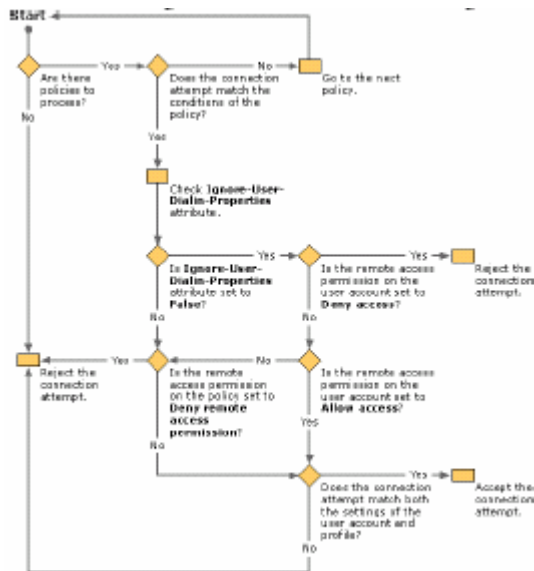 Start
Are there
policies to
process?
Yes
Does the connection
attempt match the
conditions of the
policy?
No
Go to the next
policy.
No
Yes
Check Ignore-User-
Dialin-Properties
attribute.
Is Ignore-User-
Dialin-Properties
attribute set to
False?
Yes
Is the remote access
permission on the
user account set to
Deny access?
Yes
Reject the
connection
attempt.
No
No
Reject the
connection
attempt.
Yes
Is the remote
access permission
on the policy set to
Deny remote
access
permission?
No
Is the remote access
permission on the
user account set to
Allow access?
Yes
No
Does the connection
attempt match both
the settings of the
user account and
profile?
Yes
Accept the
connection
attempt.
No